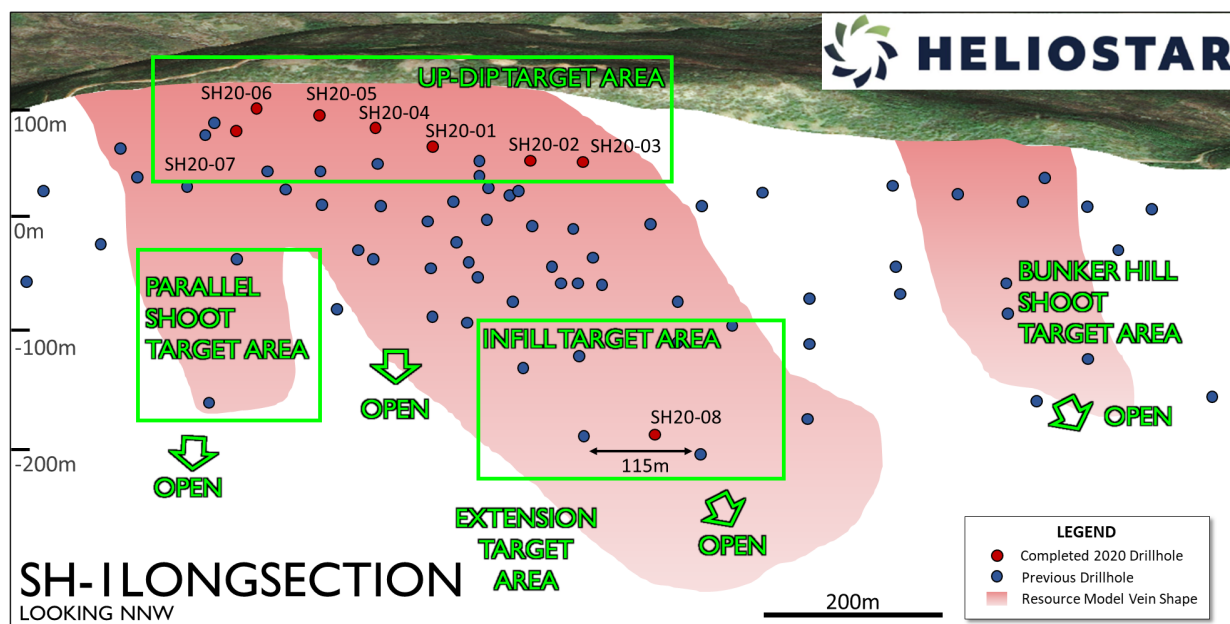 HELIOSTAR
UP-DIP TARGET AREA
SH20-06
SH20-05
SH20-04
SH20-01
SH20-02
SH20-03
SH20-07
100m
0m
-100m
-200m
PARALLEL
SHOOT
TARGET AREA
BUNKER HILL
SHOOT
TARGET AREA
INFILL TARGET AREA
OPEN
OPEN
SH20-08
115m
OPEN
OPEN
EXTENSION
TARGET
AREA
SH-1 LONGSECTION
LOOKING NNW
200m
LEGEND
Completed 2020 Drillhole
Previous Drillhole
Resource Model Vein Shape